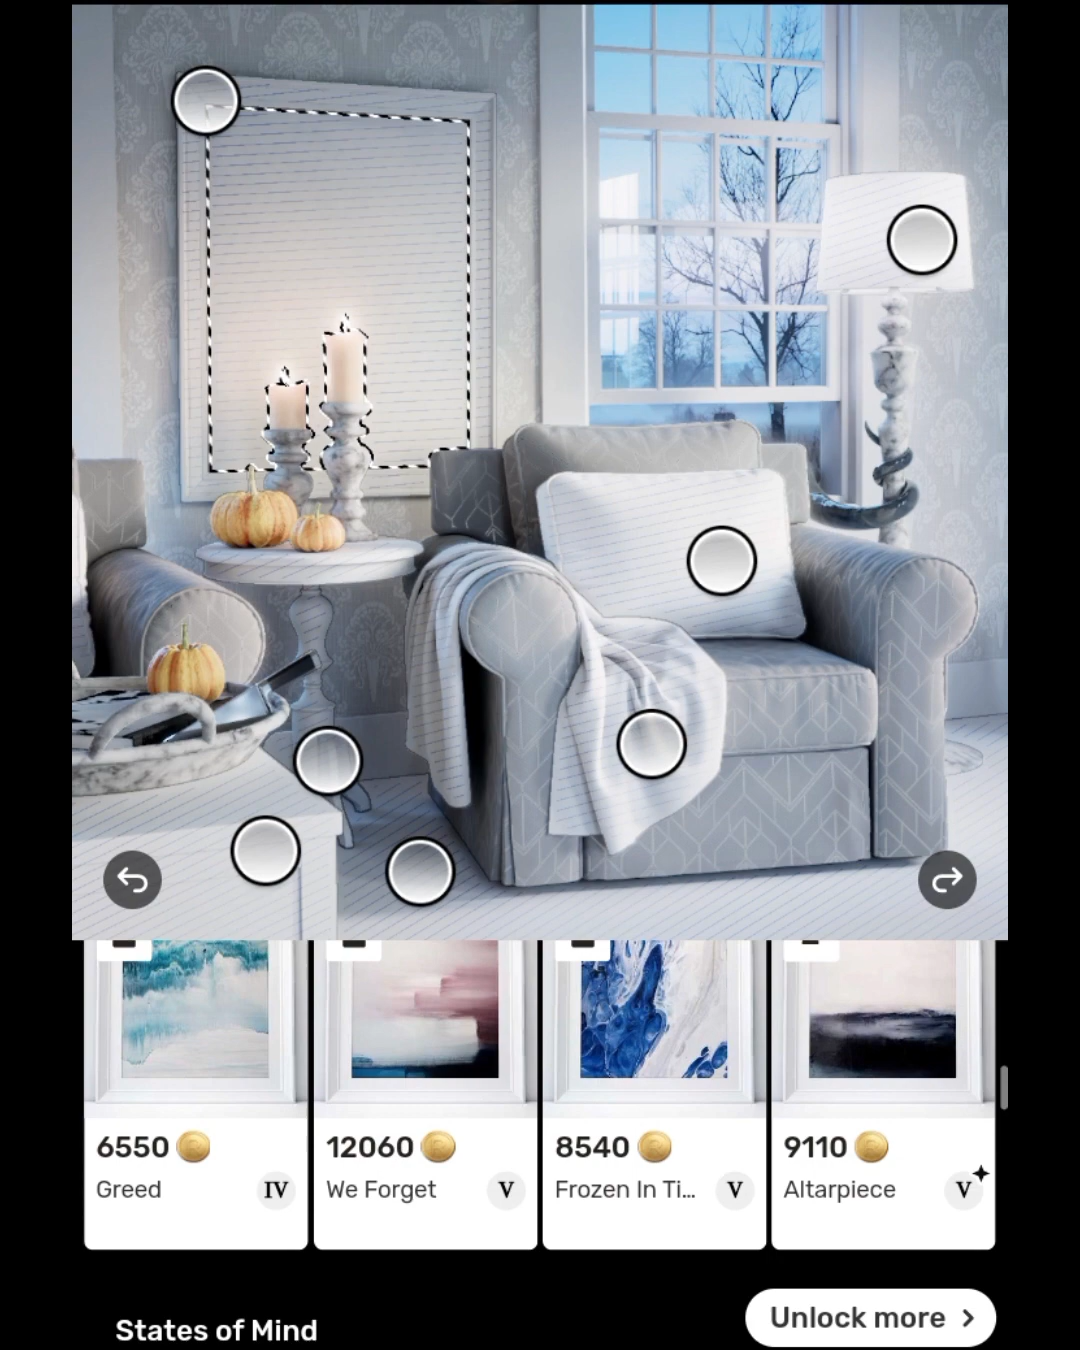 6550
12060
8540
9110
Greed
IV
We Forget
V
Frozen In Ti...
V
Altarpiece
V
States of Mind
Unlock more